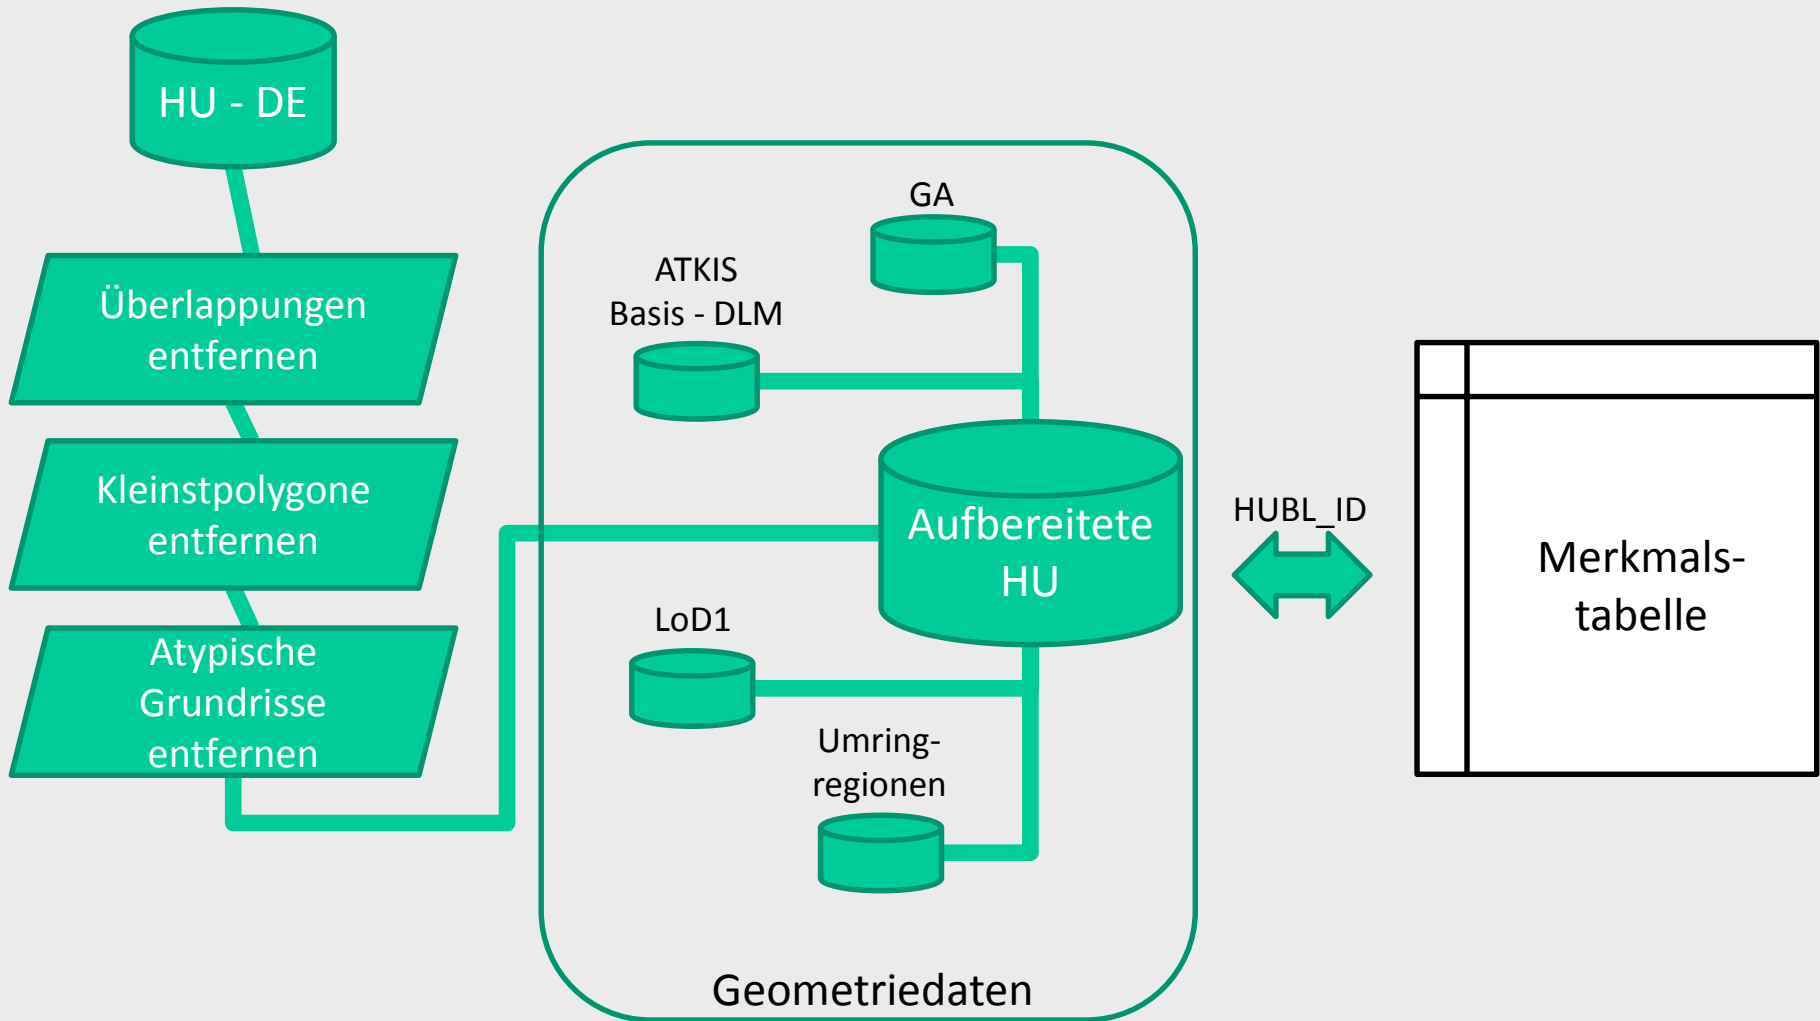 HU - DE
Überlappungen
entfernen
Kleinstpolygone
entfernen
Atypische
Grundrisse
entfernen
GA
ATKIS
Basis - DLM
Aufbereitete
HU
LoD1
Umring-
regionen
Geometriedaten
HUBL_ID
Merkmals-
tabelle